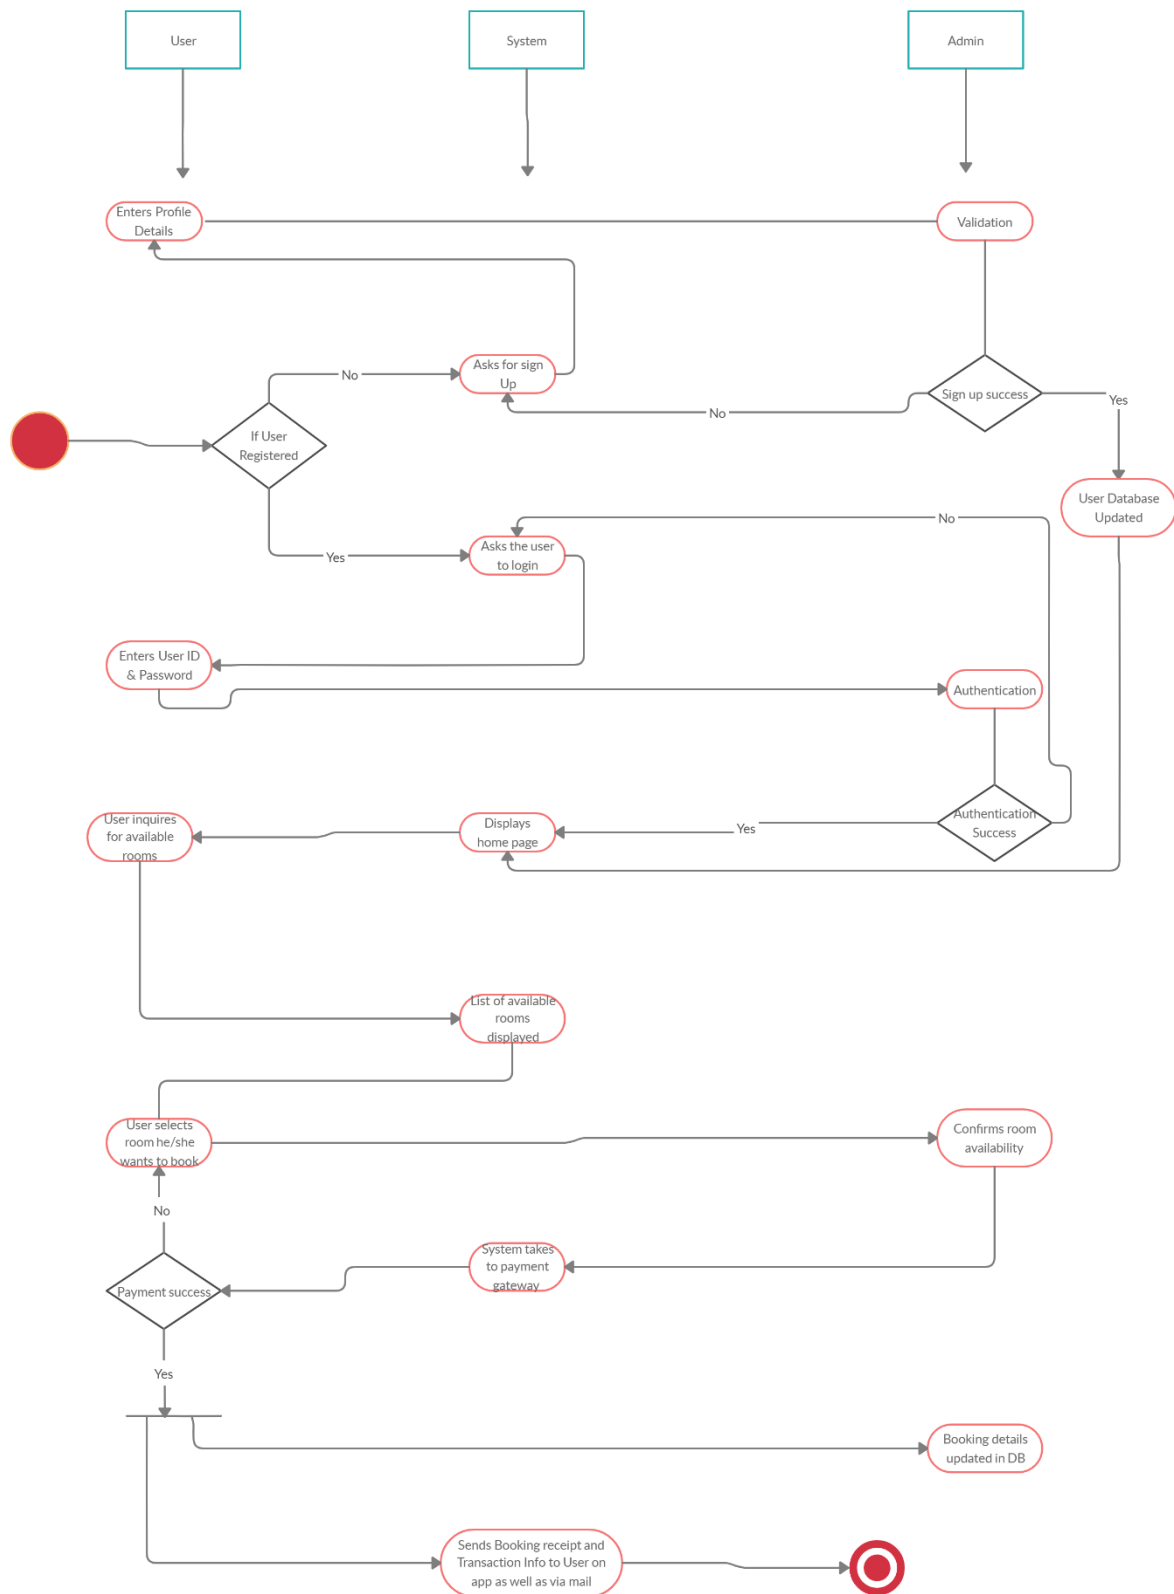 User
System
Admin
Enters Profile
Details
Validation
Asks for sign
Up
No
Sign up success
No
Yes
If User
Registered
User Database
Updated
No
Asks the user
to login
Yes
Enters User ID
& Password
Authentication
User inquires
for available
rooms
Displays
home page
Yes
Authentication
Success
List of available
rooms
displayed
User selects
room he/she
wants to book
Confirms room
availability
No
System takes
to payment
gateway
Payment success
Yes
Booking details
updated in DB
Sends Booking receipt and
Transaction Info to User on
app as well as via mail